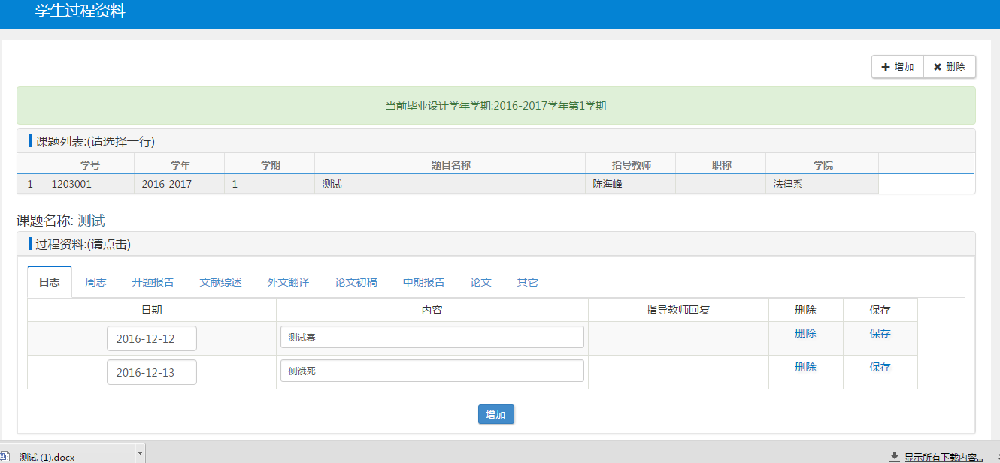 学生过程资料
增加 删除
当前毕业设计学年学期:2016-2017学年第1学期
课题列表:(请选择一行)
学号 学年 学期 题目名称 指导教师 职称 学院
1 1203001 2016-2017 1 测试 陈海峰 法律系
课题名称: 测试
过程资料:(请点击)
日志 周志 开题报告 文献综述 外文翻译 论文初稿 中期报告 论文 其它
日期 内容 指导教师回复 删除 保存
2016-12-12 测试赛 删除 保存
2016-12-13 侧饿死 删除 保存
增加
测试 (1).docx 显示所有下载内容...